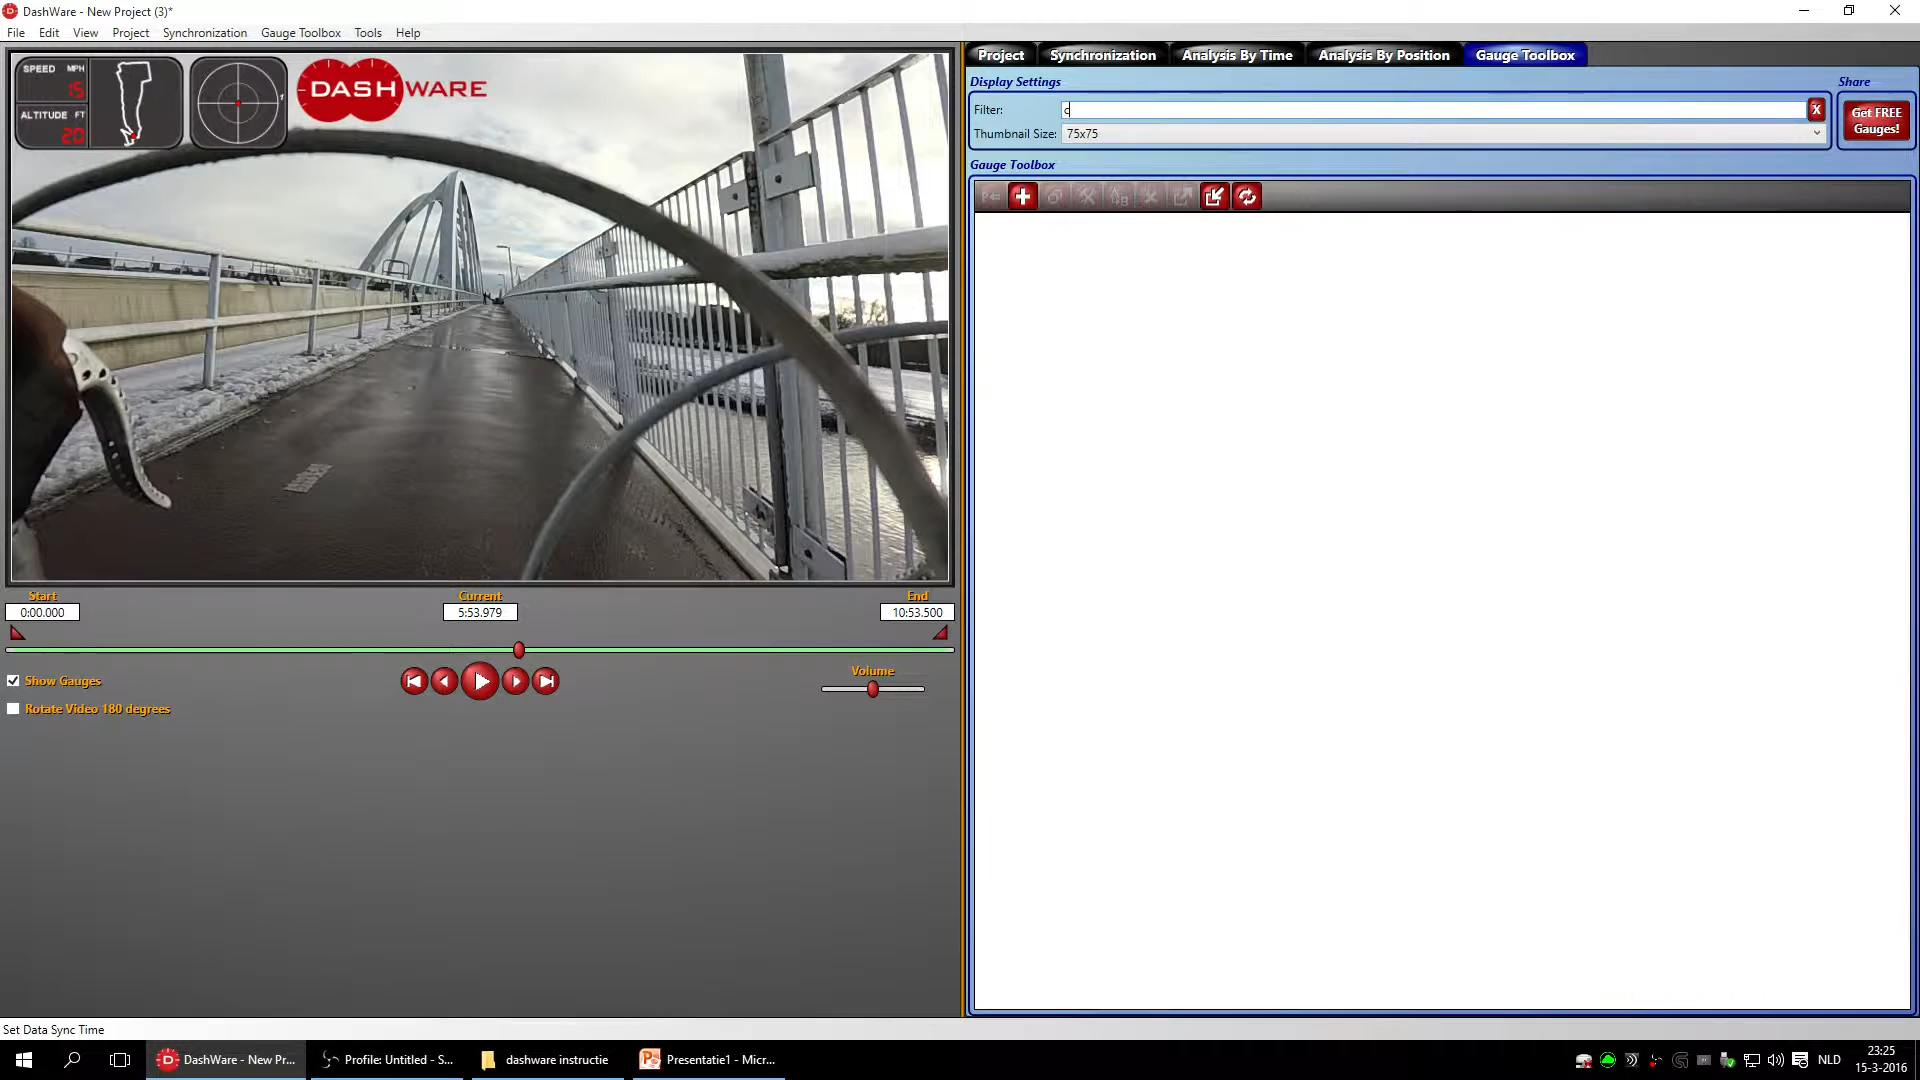 DashWare - New Project (3)*
File Edit View Project Synchronization Gauge Toolbox Tools Help
SPEED MPH
15
ALTITUDE FT
20
DASHWARE
Project Synchronization Analysis By Time Analysis By Position Gauge Toolbox
Display Settings
Share
Filter: c
X
Thumbnail Size: 75x75
Get FREE
Gauges!
Gauge Toolbox
Start
Current
End
0:00.000
5:53.979
10:53.500
Show Gauges
Volume
Rotate Video 180 degrees
Set Data Sync Time
DashWare - New Pr...
Profile: Untitled - S...
dashware instructie
Presentatie1 - Micr...
NLD
23:25
15-3-2016